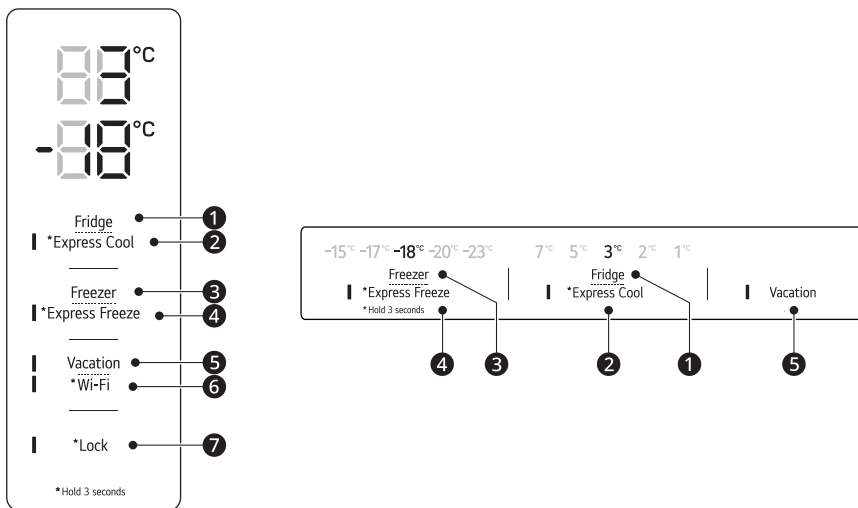 3°C
-18°C
Fridge 1
*Express Cool 2
Freezer 3
*Express Freeze 4
Vacation 5
*Wi-Fi 6
*Lock 7
*Hold 3 seconds
-15°C -17°C -18°C -20°C -23°C 7°C 5°C 3°C 2°C 1°C
Freezer Fridge
*Express Freeze *Express Cool Vacation
*Hold 3 seconds
4 3 2 1 5